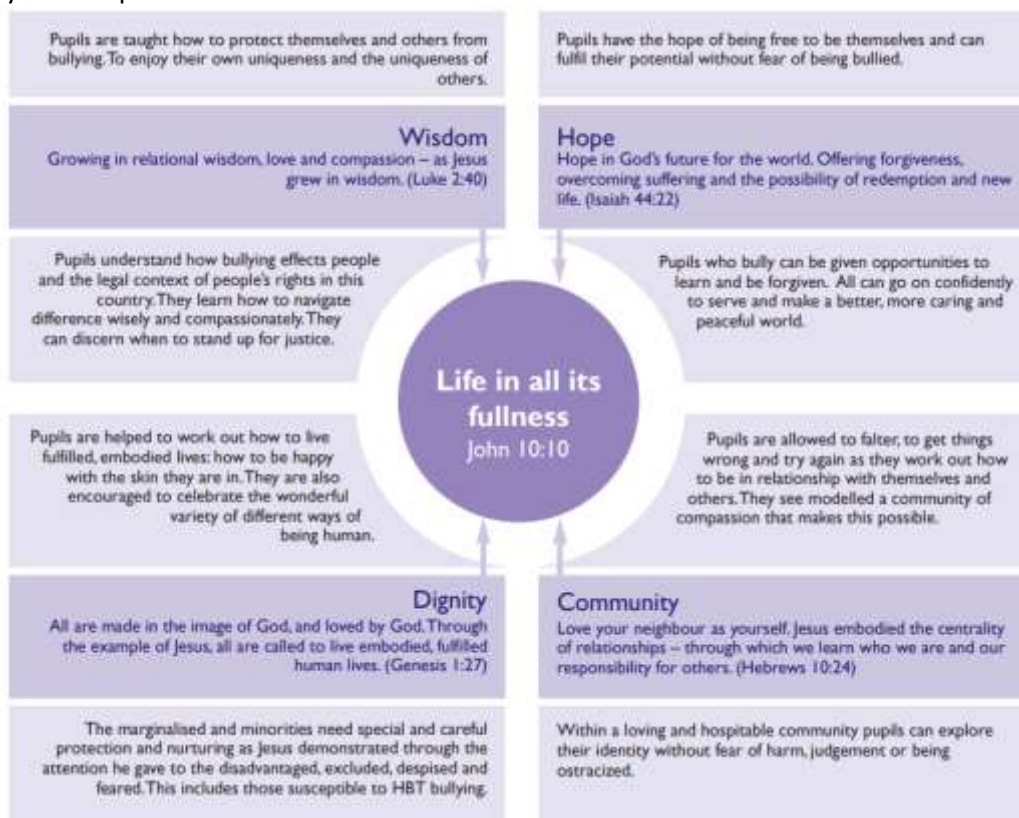 Pupils are taught how to protect themselves and others from
bullying. To enjoy their own uniqueness and the uniqueness of
others.
Wisdom
Growing in relational wisdom, love and compassion – as Jesus
grew in wisdom. (Luke 2:40)
Pupils understand how bullying effects people
and the legal context of people's rights in this
country. They learn how to navigate
difference wisely and compassionately. They
can discern when to stand up for justice.
Pupils have the hope of being free to be themselves and can
fulfil their potential without fear of being bullied.
Hope
Hope in God's future for the world. Offering forgiveness,
overcoming suffering and the possibility of redemption and new
life. (Isaiah 44:22)
Pupils who bully can be given opportunities to
learn and be forgiven. All can go on confidently
to serve and make a better, more caring and
peaceful world.
Life in all its
fullness
John 10:10
Pupils are helped to work out how to live
fulfilled, embodied lives: how to be happy
with the skin they are in. They are also
encouraged to celebrate the wonderful
variety of different ways of
being human.
Dignity
All are made in the image of God, and loved by God. Through
the example of Jesus, all are called to live embodied, fulfilled
human lives. (Genesis 1:27)
The marginalised and minorities need special and careful
protection and nurturing as Jesus demonstrated through the
attention he gave to the disadvantaged, excluded, despised and
feared. This includes those susceptible to HBT bullying.
Pupils are allowed to falter, to get things
wrong and try again as they work out how
to be in relationship with themselves and
others. They see modelled a community of
compassion that makes this possible.
Community
Love your neighbour as yourself. Jesus embodied the centrality
of relationships – through which we learn who we are and our
responsibility for others. (Hebrews 10:24)
Within a loving and hospitable community pupils can explore
their identity without fear of harm, judgement or being
ostracized.